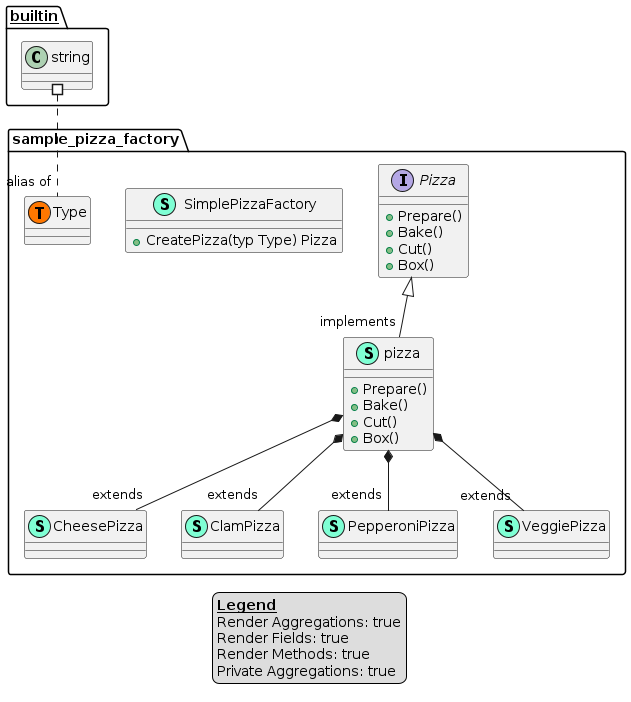 builtin
C string
sample_pizza_factory
alias of
T Type
S SimplePizzaFactory
CreatePizza(typ Type) Pizza
I Pizza
Prepare()
Bake()
Cut()
Box()
implements
S pizza
Prepare()
Bake()
Cut()
Box()
extends
extends
extends
extends
S CheesePizza
S ClamPizza
S PepperoniPizza
S VeggiePizza
Legend
Render Aggregations: true
Render Fields: true
Render Methods: true
Private Aggregations: true